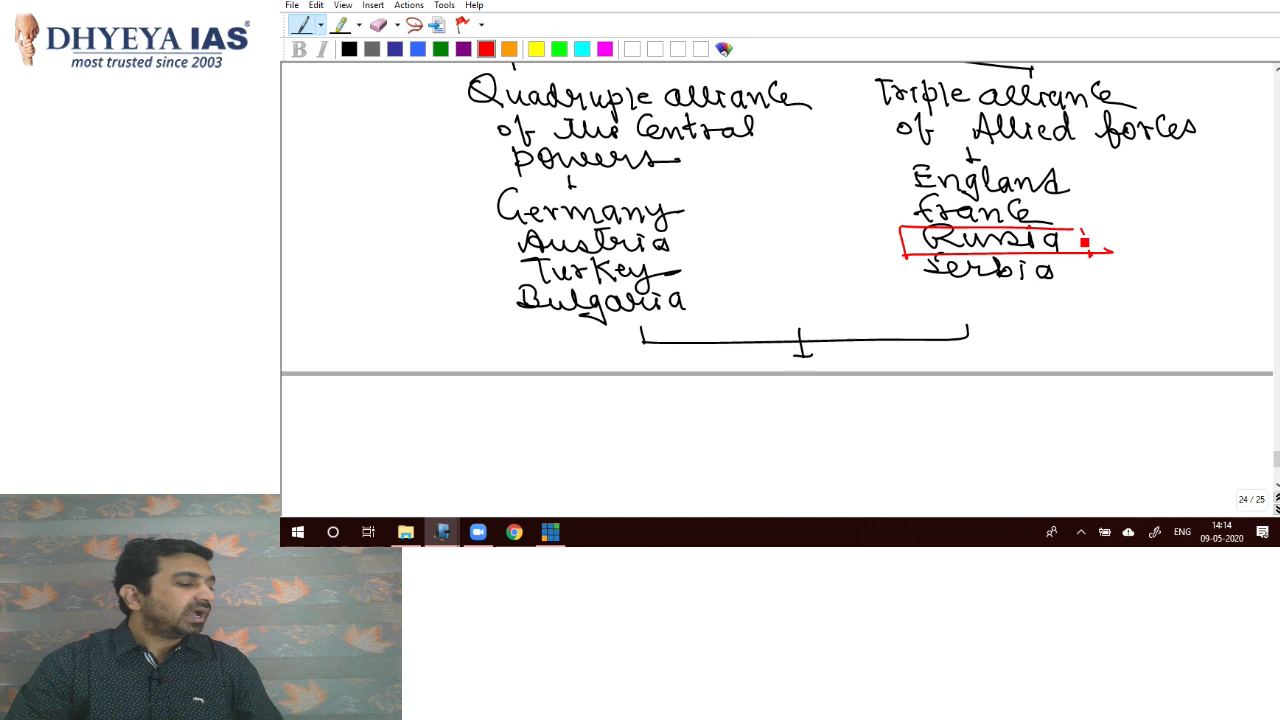 DHYEYA IAS®
most trusted since 2003
File Edit View Insert Actions Tools Help
B I
Quadruple alliance
of the Central
powers
Germany
Austria
Turkey
Bulgaria
Triple alliance
of Allied forces
England
France
Russia
Serbia
24 / 25
ENG
14:14
09-05-2020